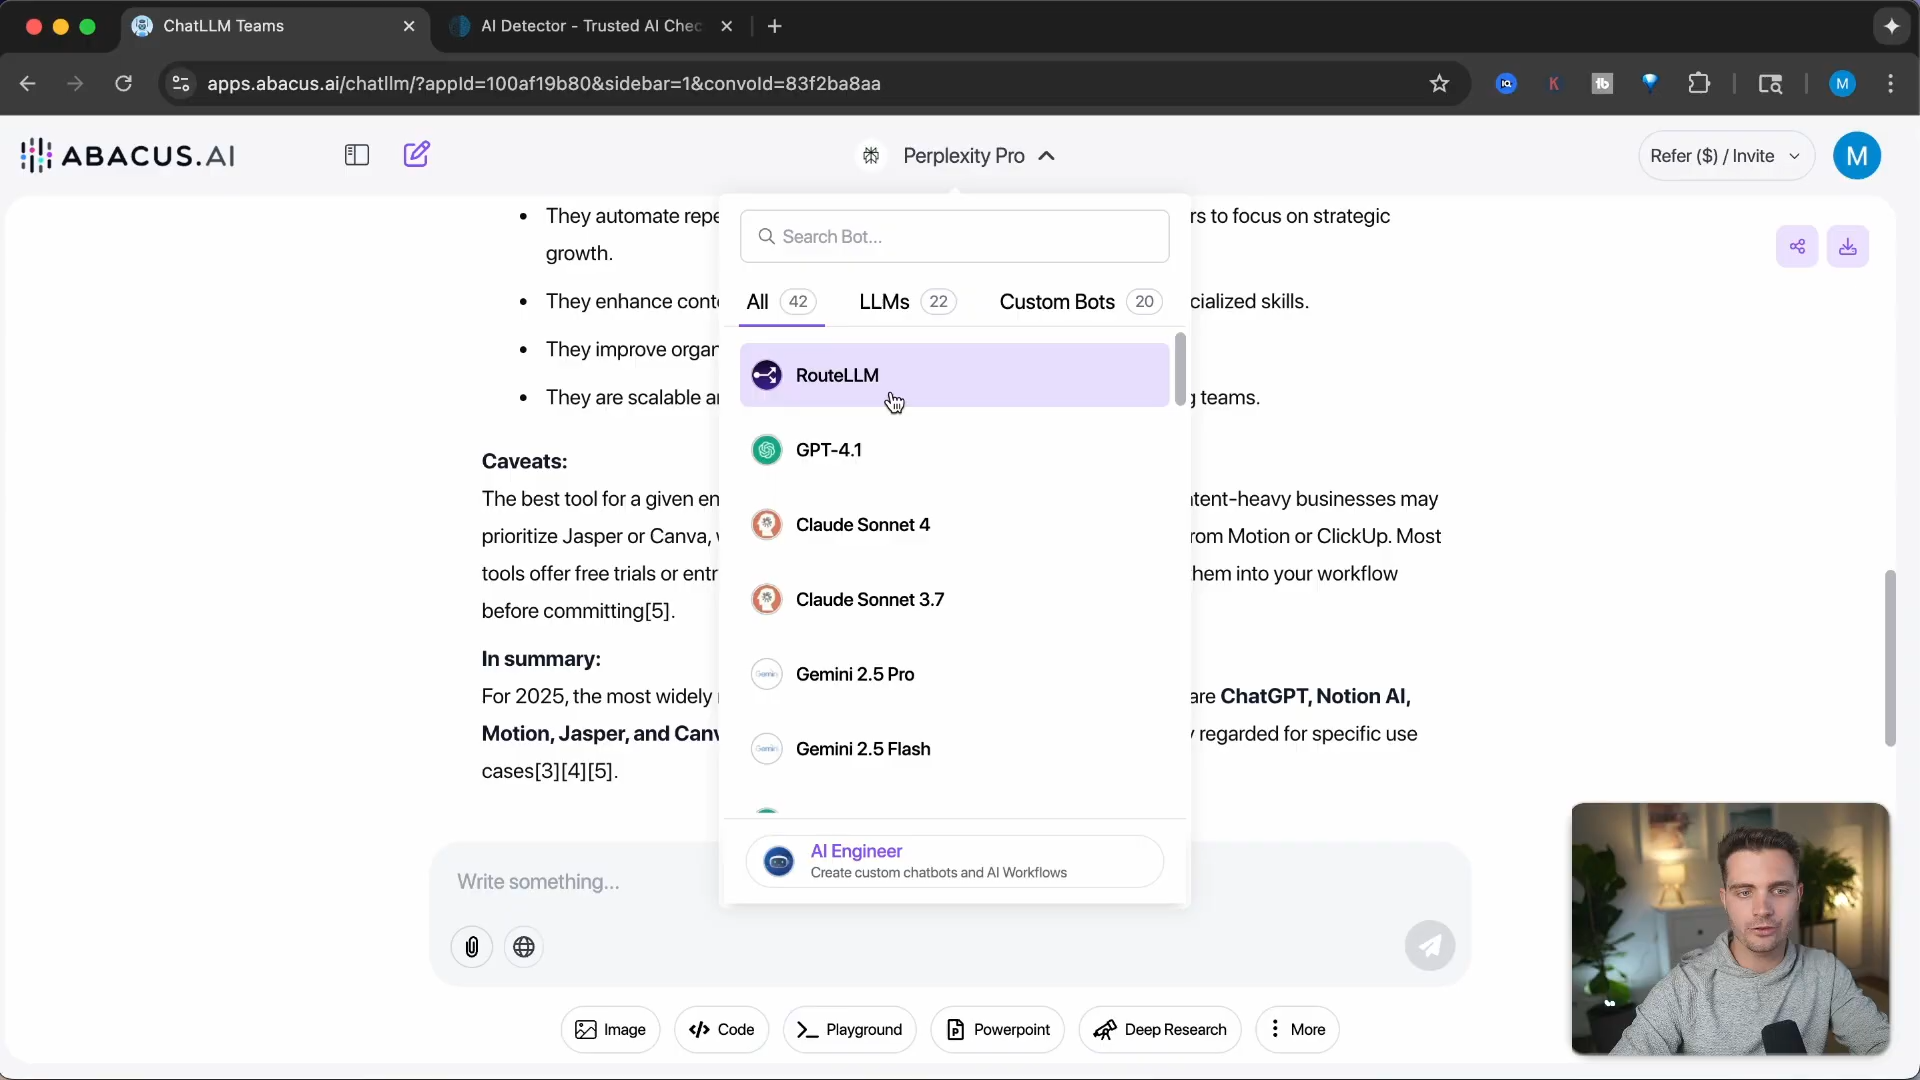 ChatLLM Teams
AI Detector - Trusted AI Chec
apps.abacus.ai/chatllm/?appId=100af19b80&sidebar=1&convoId=83f2ba8aa
K
tb
M
ABACUS.AI
Perplexity Pro
Refer ($) / Invite
M
They automate repe
rs to focus on strategic
growth.
They enhance conte
cialized skills.
They improve organ
They are scalable ar
g teams.
Caveats:
The best tool for a given en
tent-heavy businesses may
prioritize Jasper or Canva, w
rom Motion or ClickUp. Most
tools offer free trials or entr
hem into your workflow
before committing[5].
In summary:
For 2025, the most widely
are ChatGPT, Notion AI,
Motion, Jasper, and Canv
regarded for specific use
cases[3][4][5].
Search Bot...
All 42
LLMs 22
Custom Bots 20
RouteLLM
GPT-4.1
Claude Sonnet 4
Claude Sonnet 3.7
Gemini 2.5 Pro
Gemini 2.5 Flash
AI Engineer
Create custom chatbots and AI Workflows
Write something...
Image
Code
Playground
Powerpoint
Deep Research
More